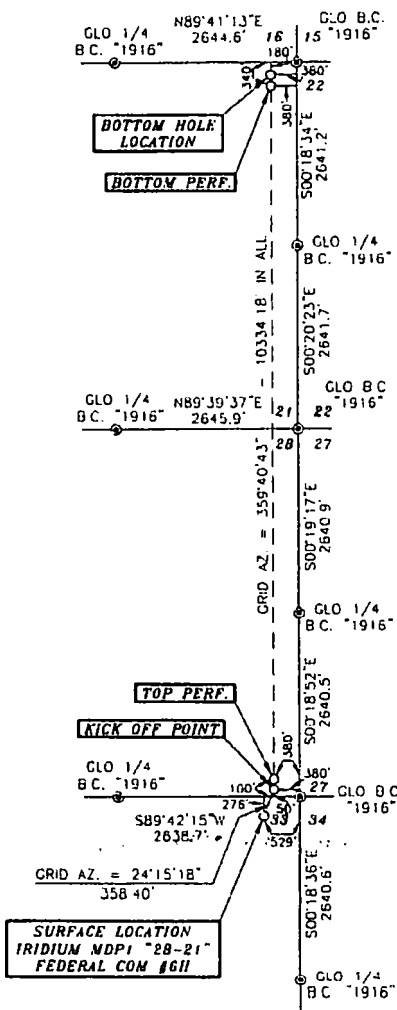 GLO 1/4
B.C. "1916"
N89°41'13"E
2644.6'
16
15
GLO B.C.
"1916"
180'
340'
380'
22
380'
BOTTOM HOLE
LOCATION
BOTTOM PERF.
S00°18'34"E
2641.2'
GLO 1/4
B.C. "1916"
S00°20'23"E
2641.7'
GRID AZ. = 359°40'43" - 10334.18' IN ALL
GLO 1/4
B.C. "1916"
N89°39'37"E
2645.9'
21
22
28
27
GLO B.C
"1916"
S00°19'17"E
2640.9'
GLO 1/4
B.C. "1916"
S00°18'52"E
2640.5'
TOP PERF.
KICK OFF POINT
380'
380'
GLO 1/4
B.C. "1916"
100'
276'
50'
27
33
34
GLO B.C
"1916"
S89°42'15"W
2638.7'
529'
GRID AZ. = 24°15'18"
358.40'
S00°18'36"E
2640.6'
SURFACE LOCATION
IRIDIUM MDP1 "28-21"
FEDERAL COM #6H
GLO 1/4
B.C "1916"